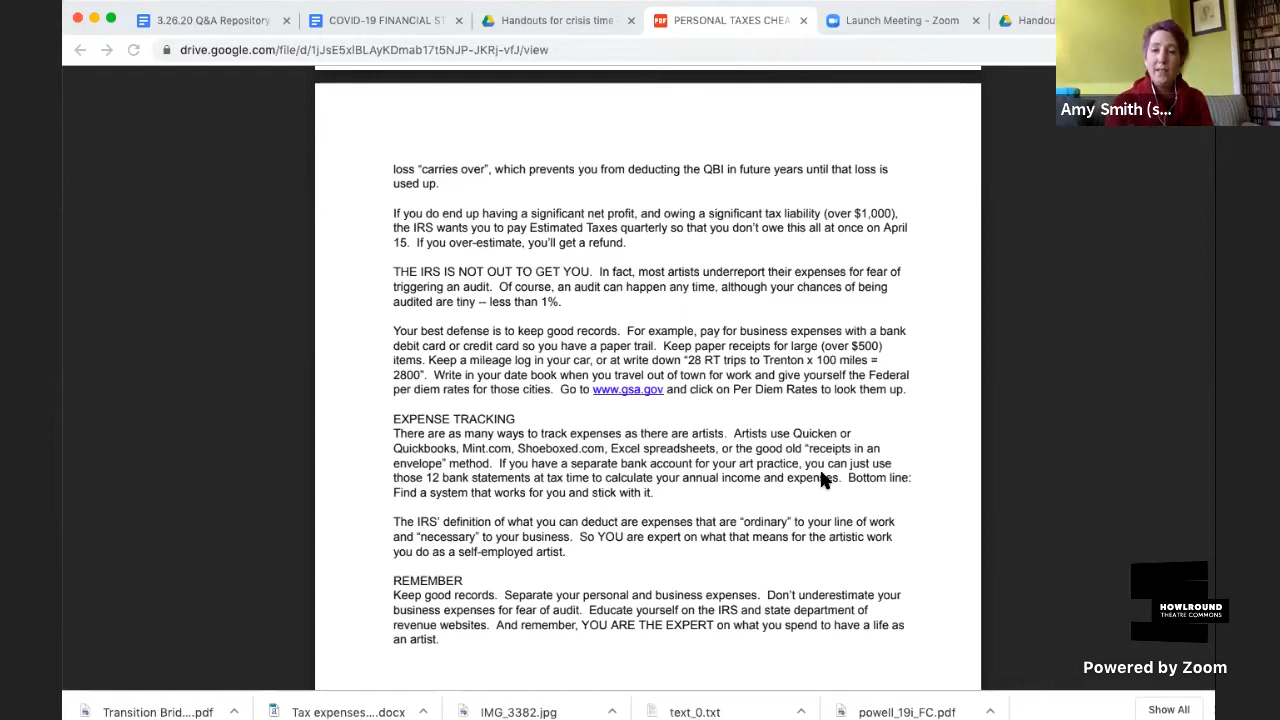 3.26.20 Q&A Repository
COVID-19 FINANCIAL ST
Handouts for crisis time -
PERSONAL TAXES CHEA
Launch Meeting - Zoom
Handout
drive.google.com/file/d/1jJsE5xlBLAyKDmab17t5NJP-JKRj-vfJ/view
Amy Smith (s...
loss “carries over”, which prevents you from deducting the QBI in future years until that loss is
used up.
If you do end up having a significant net profit, and owing a significant tax liability (over $1,000),
the IRS wants you to pay Estimated Taxes quarterly so that you don’t owe this all at once on April
15. If you over-estimate, you’ll get a refund.
THE IRS IS NOT OUT TO GET YOU. In fact, most artists underreport their expenses for fear of
triggering an audit. Of course, an audit can happen any time, although your chances of being
audited are tiny -- less than 1%.
Your best defense is to keep good records. For example, pay for business expenses with a bank
debit card or credit card so you have a paper trail. Keep paper receipts for large (over $500)
items. Keep a mileage log in your car, or at write down “28 RT trips to Trenton x 100 miles =
2800”. Write in your date book when you travel out of town for work and give yourself the Federal
per diem rates for those cities. Go to www.gsa.gov and click on Per Diem Rates to look them up.
EXPENSE TRACKING
There are as many ways to track expenses as there are artists. Artists use Quicken or
Quickbooks, Mint.com, Shoeboxed.com, Excel spreadsheets, or the good old “receipts in an
envelope” method. If you have a separate bank account for your art practice, you can just use
those 12 bank statements at tax time to calculate your annual income and expenses. Bottom line:
Find a system that works for you and stick with it.
The IRS’ definition of what you can deduct are expenses that are “ordinary” to your line of work
and “necessary” to your business. So YOU are expert on what that means for the artistic work
you do as a self-employed artist.
REMEMBER
Keep good records. Separate your personal and business expenses. Don’t underestimate your
business expenses for fear of audit. Educate yourself on the IRS and state department of
revenue websites. And remember, YOU ARE THE EXPERT on what you spend to have a life as
an artist.
HOWLROUND
THEATRE COMMONS
Powered by Zoom
Transition Brid....pdf
Tax expenses....docx
IMG_3382.jpg
text_0.txt
powell_19i_FC.pdf
Show All